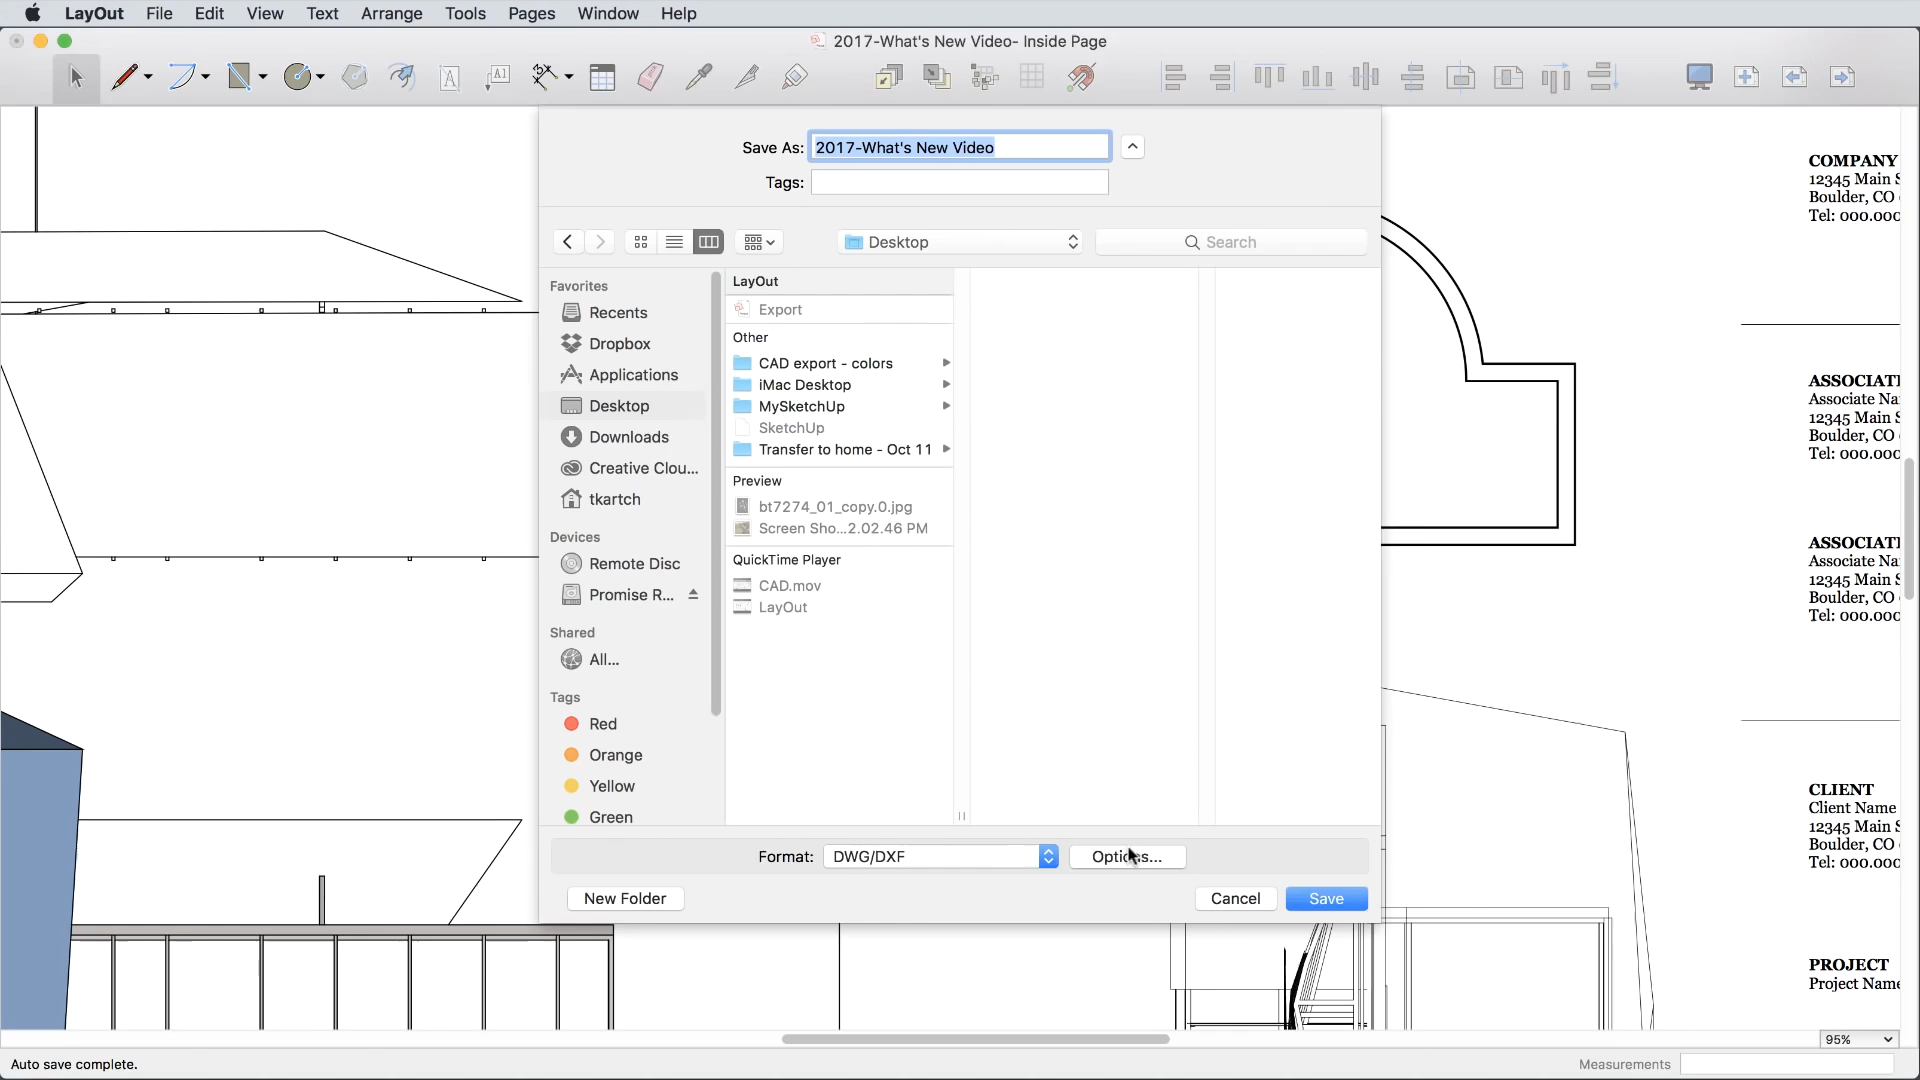 LayOut File Edit View Text Arrange Tools Pages Window Help
2017-What's New Video- Inside Page
A
A1
Save As: 2017-What's New Video
Tags:
Desktop
Search
Favorites
Recents
Dropbox
Applications
Desktop
Downloads
Creative Clou...
tkartch
Devices
Remote Disc
Promise R...
Shared
All...
Tags
Red
Orange
Yellow
Green
LayOut
Export
Other
CAD export - colors
iMac Desktop
MySketchUp
SketchUp
Transfer to home - Oct 11
Preview
bt7274_01_copy.0.jpg
Screen Sho...2.02.46 PM
QuickTime Player
CAD.mov
LayOut
Format: DWG/DXF
New Folder
Cancel
Save
COMPANY
12345 Main
Boulder, CO
Tel: 000.000
Associate
12345 Main
Boulder, CO
Tel: 000.000
Associate
12345 Main
Boulder, CO
Tel: 000.000
CLIENT
Client Name
12345 Main
Boulder, CO
Tel: 000.000
PROJECT
Project Name
95%
Auto save complete.
Measurements